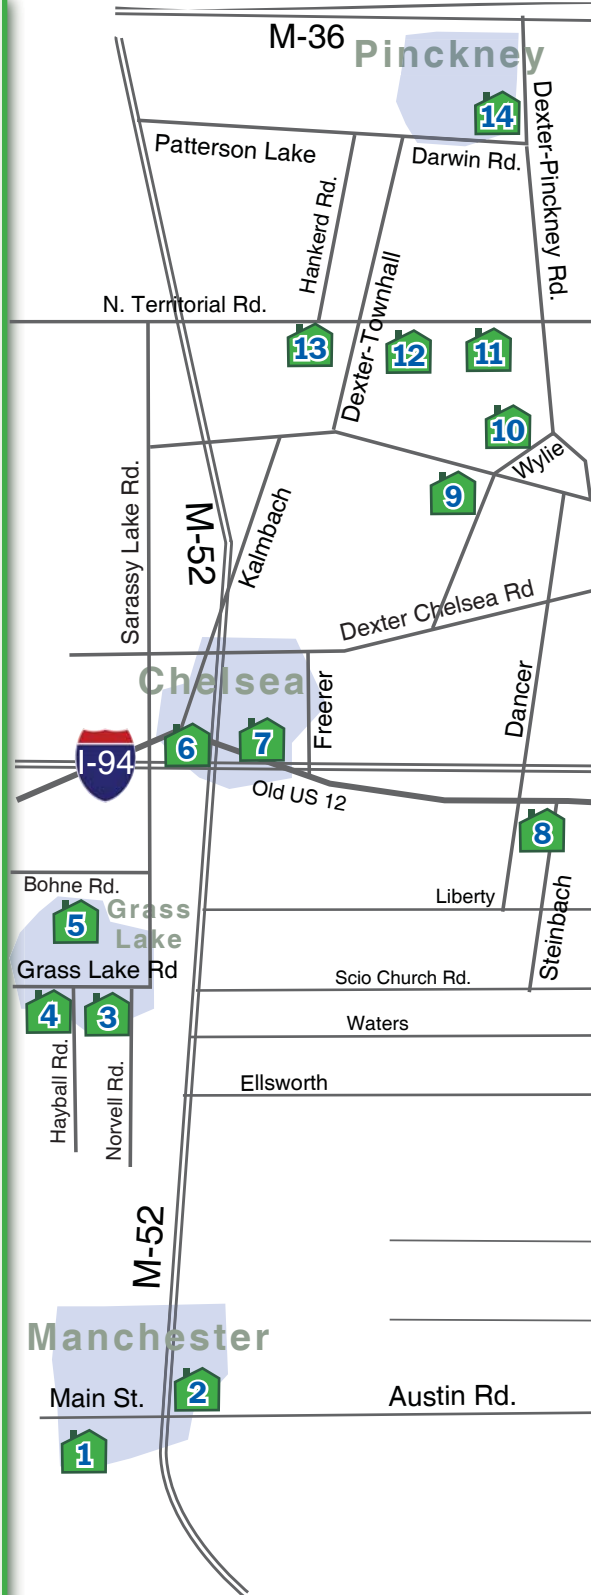 M-36
Pinckney
14
Dexter-Pinckney Rd.
Patterson Lake
Darwin Rd.
Hankerd Rd.
Dexter-Townhall
N. Territorial Rd.
13
12
11
10
Wylie
9
Sarassy Lake Rd.
M-52
Kalmbach
Dexter Chelsea Rd
Chelsea
Freerer
Dancer
6
7
I-94
Old US 12
8
Bohne Rd.
Liberty
Steinbach
Grass
Lake
5
Grass Lake Rd
Scio Church Rd.
4
3
Waters
Hayball Rd.
Norvell Rd.
Ellsworth
M-52
Manchester
2
Main St.
Austin Rd.
1